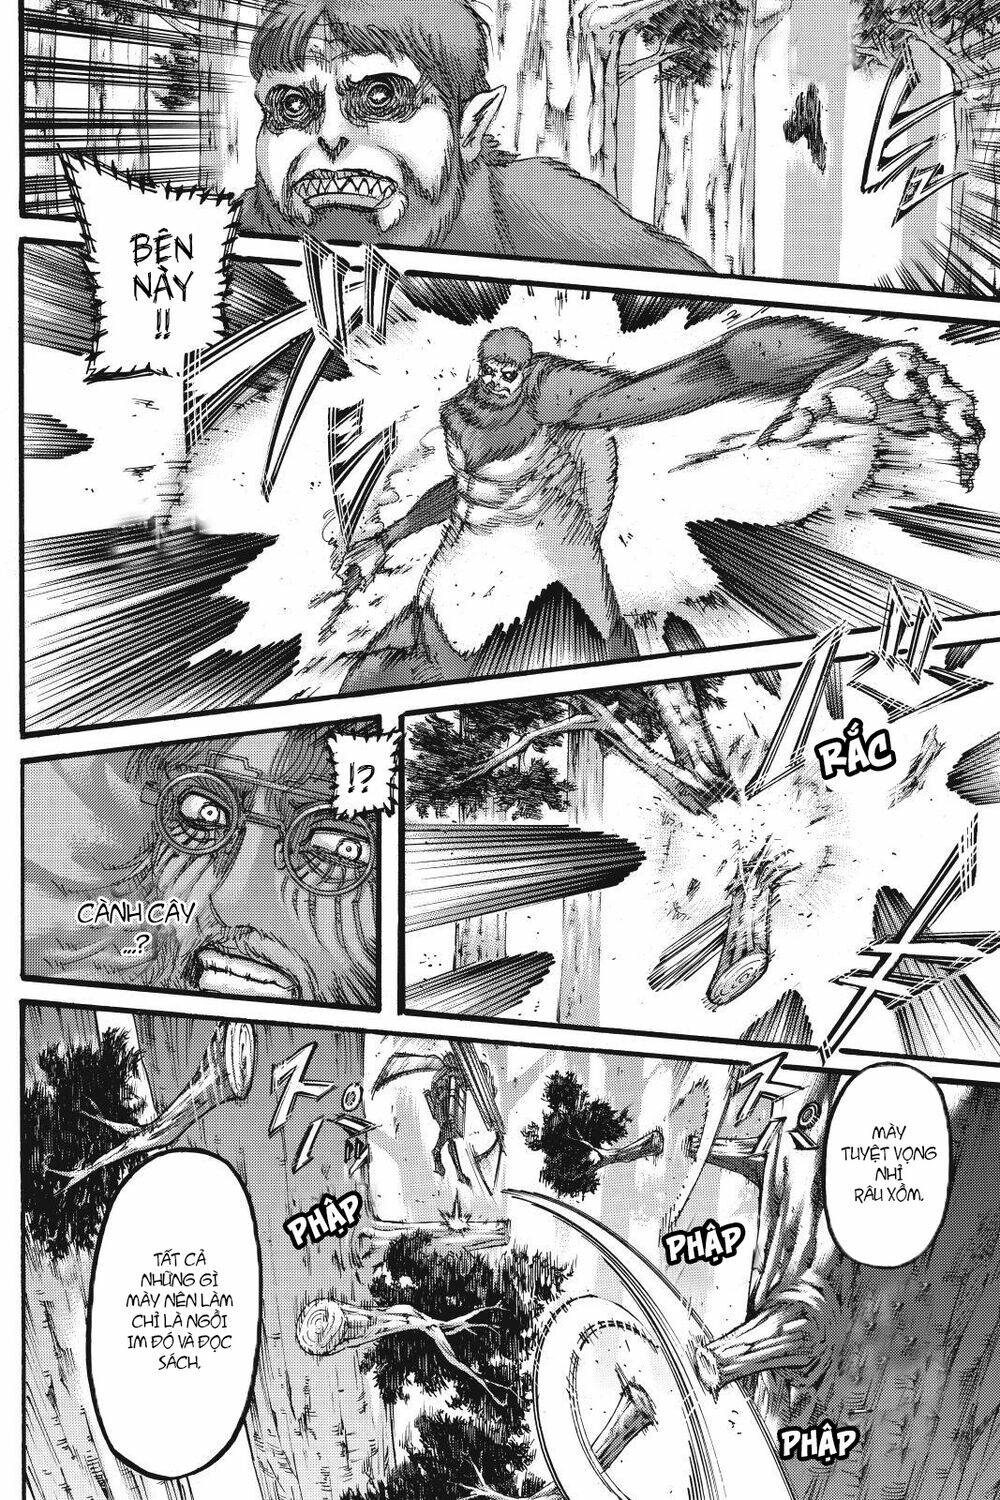 BÊN
NÀY
!!
RẮC
!?
CÀNH CÂY
...?
MÀY
TUYỆT VỌNG
NHỈ
RÂU XỒM.
PHẬP
PHẬP
PHẬP
TẤT CẢ
NHỮNG GÌ
MÀY NÊN LÀM
CHỈ LÀ NGỒI
IM ĐÓ VÀ ĐỌC
SÁCH.